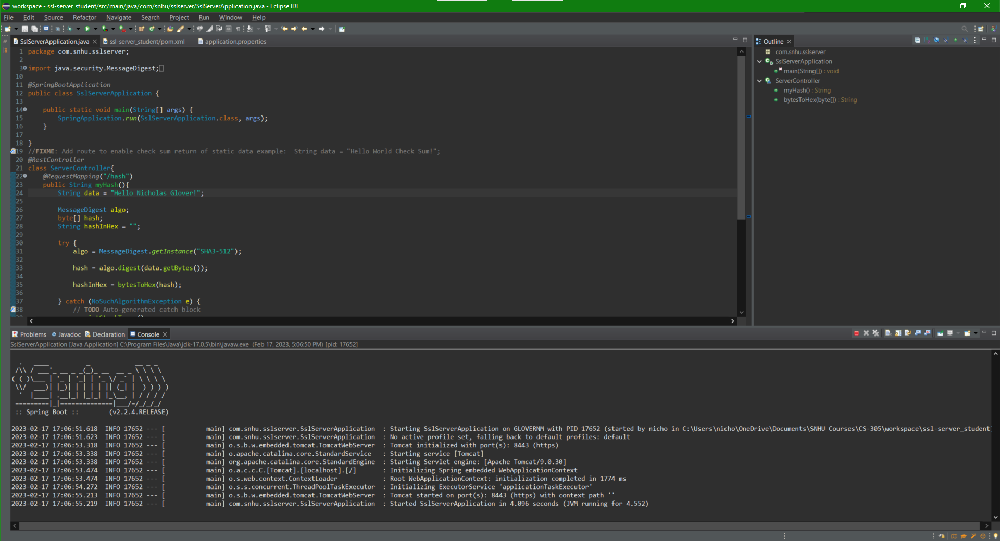 workspace - ssl-server_student/src/main/java/com/snhu/sslserver/SslServerApplication.java - Eclipse IDE
File Edit Source Refactor Navigate Search Project Run Window Help
SslServerApplication.java ssl-server_student/pom.xml application.properties
1 package com.snhu.sslserver;
2
3 import java.security.MessageDigest;
10
11 @SpringBootApplication
12 public class SslServerApplication {
13
14     public static void main(String[] args) {
15         SpringApplication.run(SslServerApplication.class, args);
16     }
17
18 }
19 //FIXME: Add route to enable check sum return of static data example:  String data = "Hello World Check Sum!";
20 @RestController
21 class ServerController{
22     @RequestMapping("/hash")
23     public String myHash(){
24         String data = "Hello Nicholas Glover!";
25
26         MessageDigest algo;
27         byte[] hash;
28         String hashInHex = "";
29
30         try {
31             algo = MessageDigest.getInstance("SHA3-512");
32
33             hash = algo.digest(data.getBytes());
34
35             hashInHex = bytesToHex(hash);
36
37         } catch (NoSuchAlgorithmException e) {
38             // TODO Auto-generated catch block
Outline
com.snhu.sslserver
SslServerApplication
main(String[]) : void
ServerController
myHash() : String
bytesToHex(byte[]) : String
Problems Javadoc Declaration Console
SslServerApplication [Java Application] C:\Program Files\Java\jdk-17.0.5\bin\javaw.exe (Feb 17, 2023, 5:06:50 PM) [pid: 17652]
Spring
:: Spring Boot ::        (v2.2.4.RELEASE)
2023-02-17 17:06:51.618  INFO 17652 --- [           main] com.snhu.sslserver.SslServerApplication  : Starting SslServerApplication on GLOVERNM with PID 17652 (started by nicho in C:\Users\nicho\OneDrive\Documents\SNHU Courses\CS-305\workspace\ssl-server_student
2023-02-17 17:06:51.623  INFO 17652 --- [           main] com.snhu.sslserver.SslServerApplication  : No active profile set, falling back to default profiles: default
2023-02-17 17:06:53.318  INFO 17652 --- [           main] o.s.b.w.embedded.tomcat.TomcatWebServer  : Tomcat initialized with port(s): 8443 (https)
2023-02-17 17:06:53.338  INFO 17652 --- [           main] o.apache.catalina.core.StandardService   : Starting service [Tomcat]
2023-02-17 17:06:53.338  INFO 17652 --- [           main] org.apache.catalina.core.StandardEngine  : Starting Servlet engine: [Apache Tomcat/9.0.30]
2023-02-17 17:06:53.474  INFO 17652 --- [           main] o.a.c.c.C.[Tomcat].[localhost].[/]       : Initializing Spring embedded WebApplicationContext
2023-02-17 17:06:53.474  INFO 17652 --- [           main] o.s.web.context.ContextLoader            : Root WebApplicationContext: initialization completed in 1774 ms
2023-02-17 17:06:54.272  INFO 17652 --- [           main] o.s.s.concurrent.ThreadPoolTaskExecutor  : Initializing ExecutorService 'applicationTaskExecutor'
2023-02-17 17:06:55.213  INFO 17652 --- [           main] o.s.b.w.embedded.tomcat.TomcatWebServer  : Tomcat started on port(s): 8443 (https) with context path ''
2023-02-17 17:06:55.219  INFO 17652 --- [           main] com.snhu.sslserver.SslServerApplication  : Started SslServerApplication in 4.096 seconds (JVM running for 4.552)